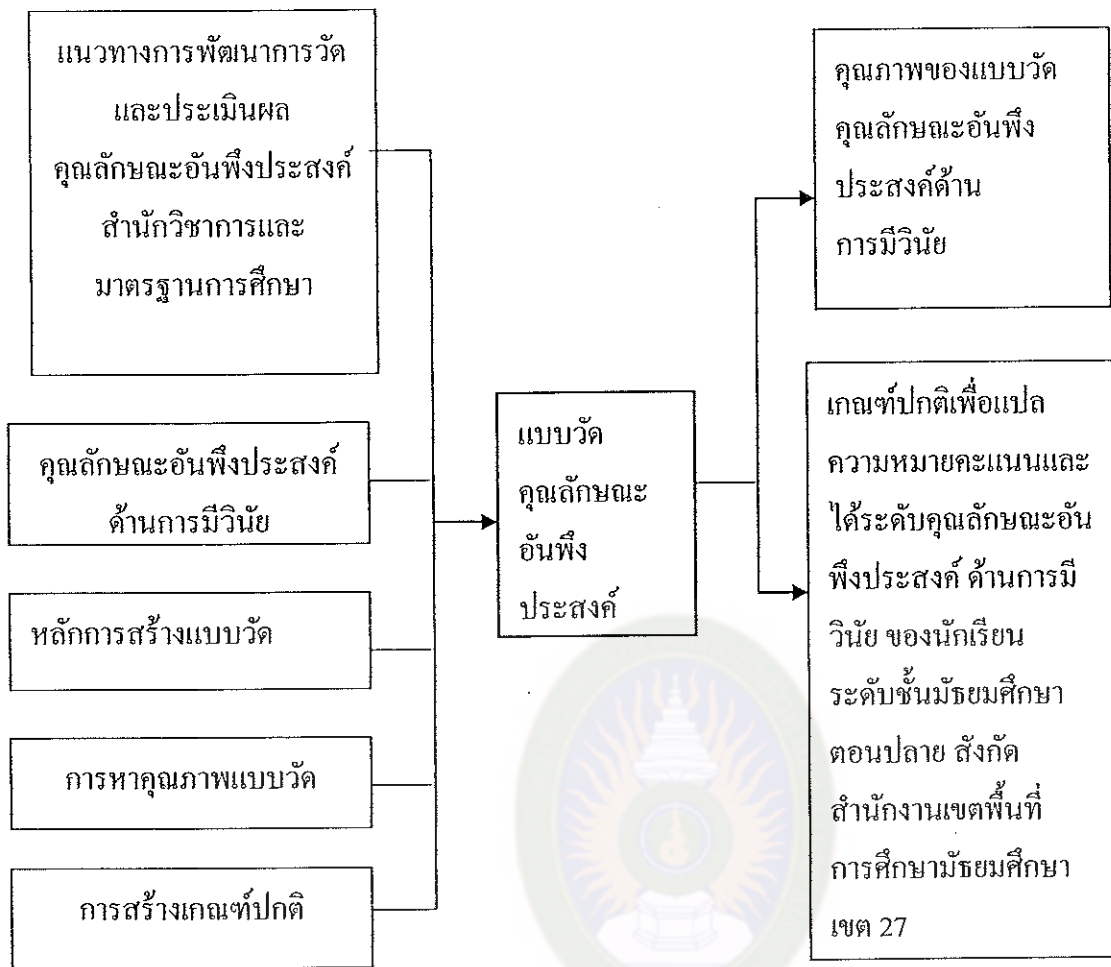 แนวทางการพัฒนาการวัด
และประเมินผล
คุณลักษณะอันพึงประสงค์
สำนักวิชาการและ
มาตรฐานการศึกษา
คุณลักษณะอันพึงประสงค์
ด้านการมีวินัย
หลักการสร้างแบบวัด
การหาคุณภาพแบบวัด
การสร้างเกณฑ์ปกติ
แบบวัด
คุณลักษณะ
อันพึง
ประสงค์
คุณภาพของแบบวัด
คุณลักษณะอันพึง
ประสงค์ด้าน
การมีวินัย
เกณฑ์ปกติเพื่อแปล
ความหมายคะแนนและ
ได้ระดับคุณลักษณะอัน
พึงประสงค์ ด้านการมี
วินัย ของนักเรียน
ระดับชั้นมัธยมศึกษา
ตอนปลาย สังกัด
สำนักงานเขตพื้นที่
การศึกษามัธยมศึกษา
เขต 27